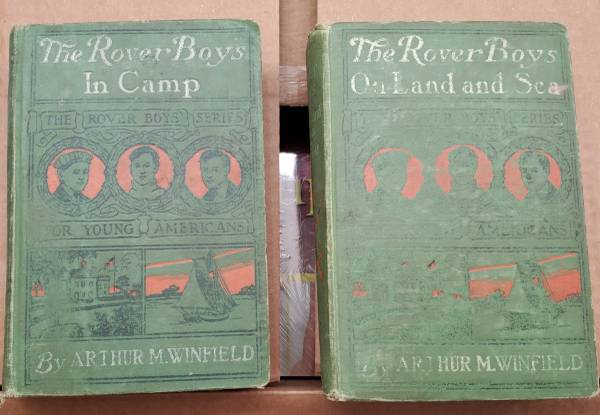 The Rover Boys
In Camp
THE ROVER BOYS SERIES
FOR YOUNG AMERICANS
By ARTHUR M. WINFIELD
The Rover Boys
On Land and Sea
SERIES
AMERICANS
By ARTHUR M. WINFIELD